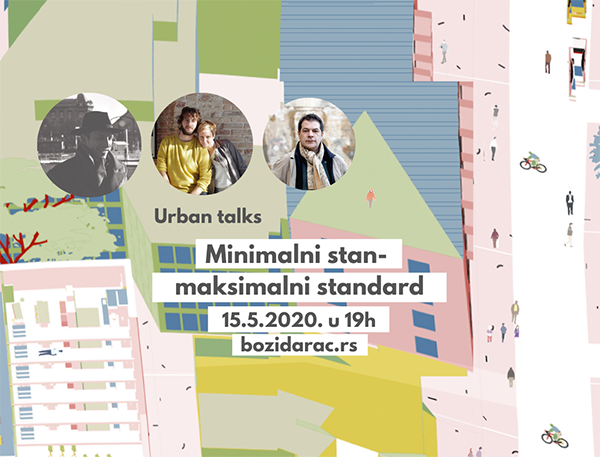 Urban talks
Minimalni stan-
maksimalni standard
15.5.2020. u 19h
bozidarac.rs